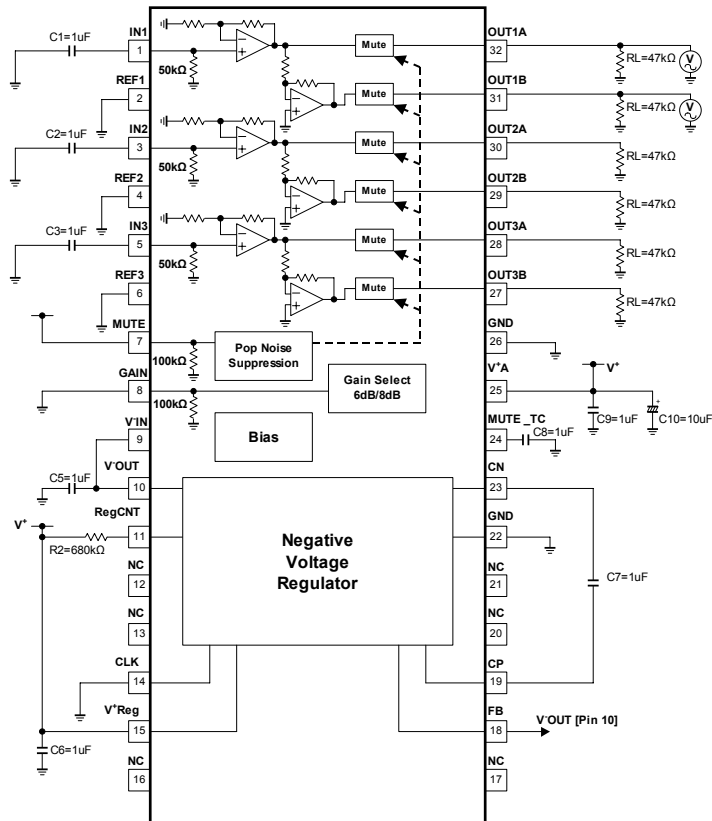 C1=1uF
IN1
1
50kΩ
REF1
2
C2=1uF
IN2
3
50kΩ
REF2
4
C3=1uF
IN3
5
50kΩ
REF3
6
MUTE
7
100kΩ
GAIN
8
100kΩ
V-IN
9
C5=1uF
V-OUT
10
V+
R2=680kΩ
RegCNT
11
NC
12
NC
13
CLK
14
V+Reg
15
C6=1uF
NC
16
Mute
Mute
Mute
Mute
Mute
Mute
Pop Noise
Suppression
Gain Select
6dB/8dB
Bias
Negative
Voltage
Regulator
OUT1A
32
RL=47kΩ
V
OUT1B
31
RL=47kΩ
V
OUT2A
30
RL=47kΩ
OUT2B
29
RL=47kΩ
OUT3A
28
RL=47kΩ
OUT3B
27
RL=47kΩ
GND
26
V+A
25
V+
C9=1uF
+
C10=10uF
MUTE_TC
24
C8=1uF
CN
23
GND
22
C7=1uF
NC
21
NC
20
CP
19
FB
18
V-OUT [Pin 10]
NC
17